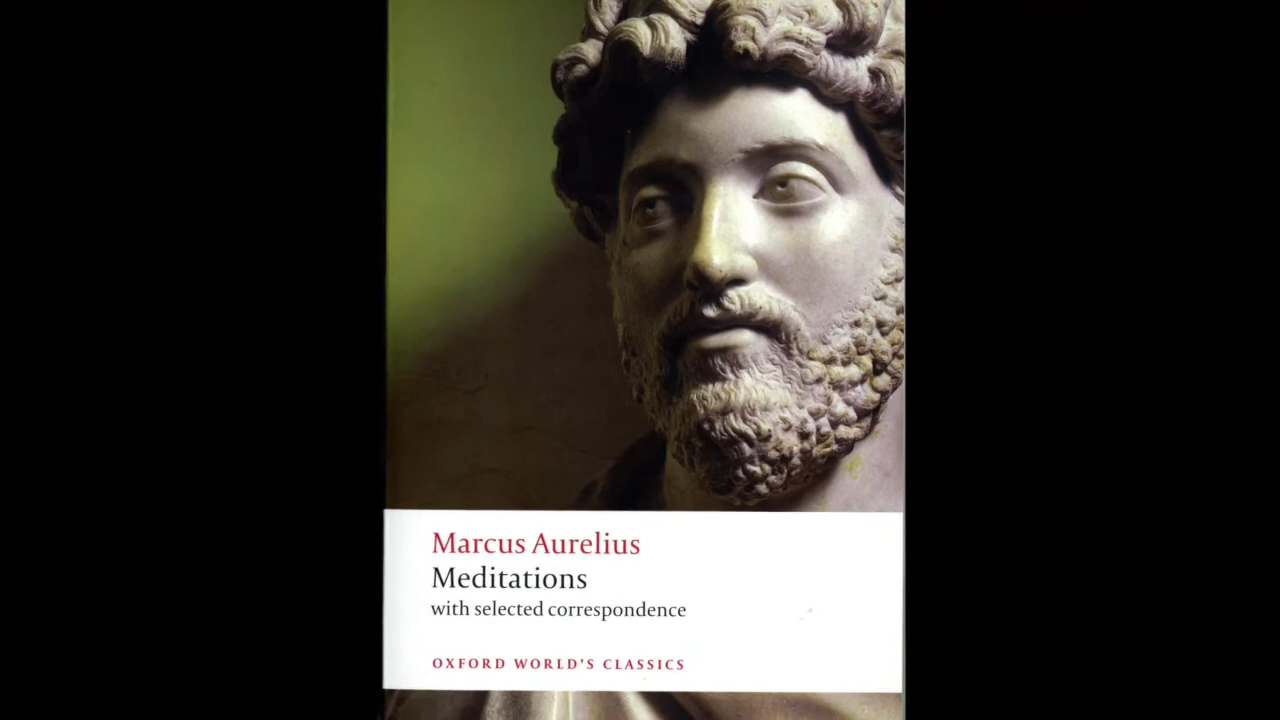 Marcus Aurelius
Meditations
with selected correspondence
OXFORD WORLD'S CLASSICS